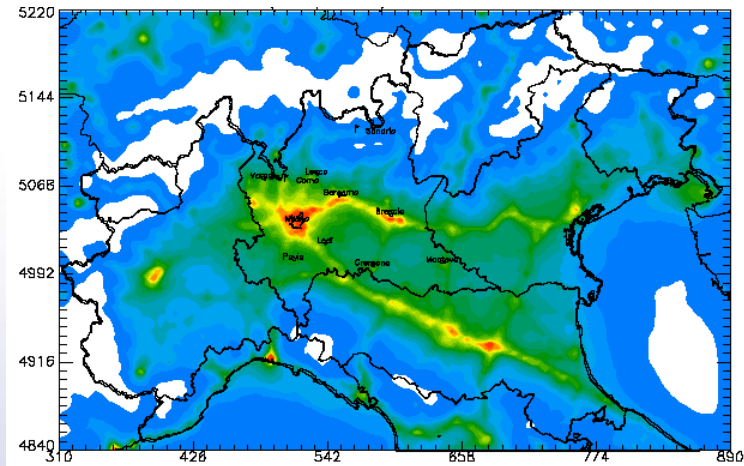 5220
5144
Sondrio
5068
Lecco
Varese
Como
Bergamo
Brescia
Milano
Lodi
Pavia
Cremona
Mantova
4992
4916
4840
310 426 542 658 774 890